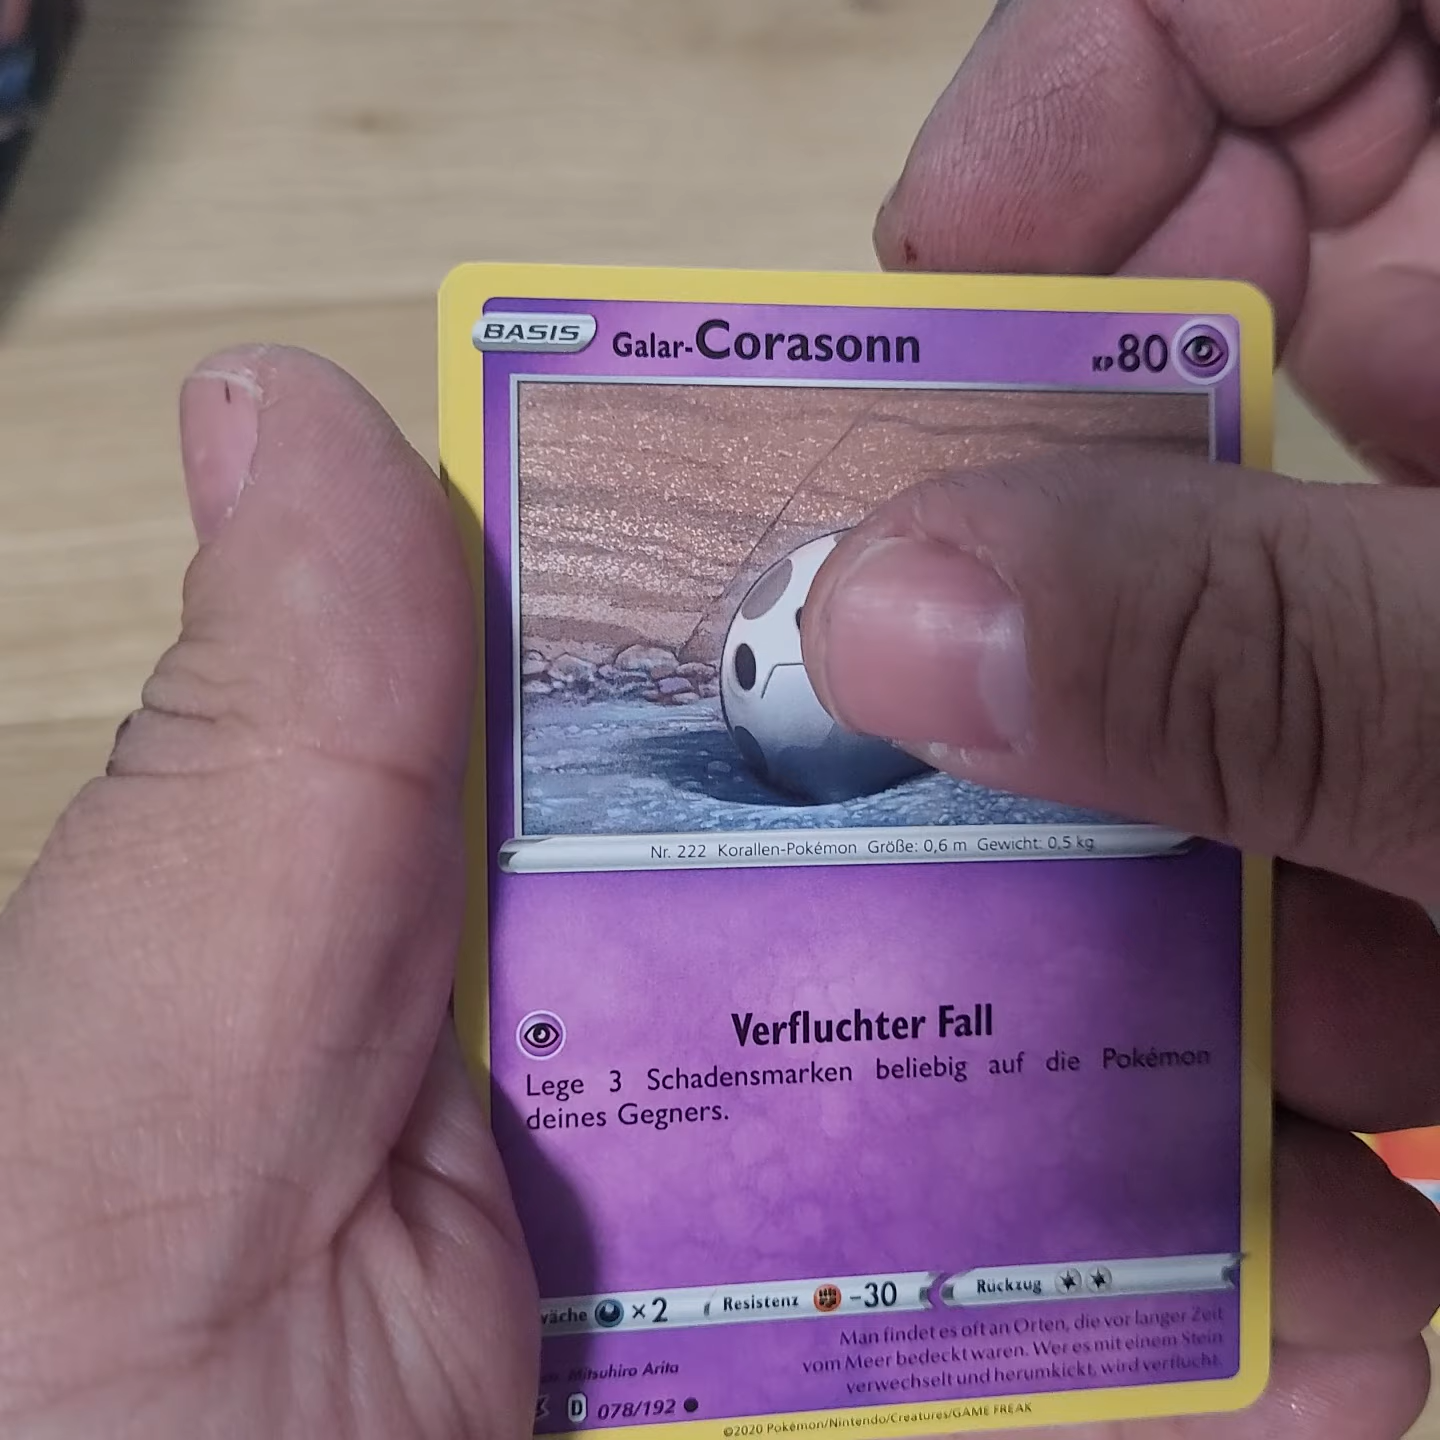 BASIS Galar-Corasonn KP 80
Nr. 222 Korallen-Pokémon Größe: 0,6 m Gewicht: 0,5 kg
Verfluchter Fall
Lege 3 Schadensmarken beliebig auf die Pokémon
deines Gegners.
väche ×2 Resistenz -30 Rückzug
Man findet es oft an Orten, die vor langer Zeit
vom Meer bedeckt waren. Wer es mit einem Stein
verwechselt und herumkickt, wird verflucht.
Mitsuhiro Arita
D 078/192
©2020 Pokémon/Nintendo/Creatures/GAME FREAK